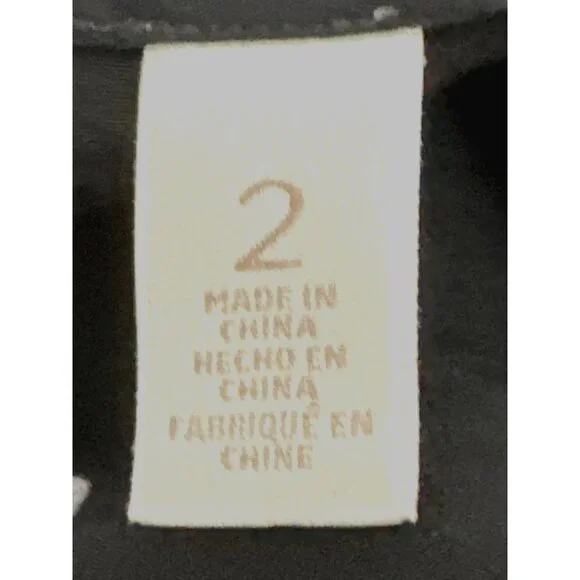 2
MADE IN
CHINA
HECHO EN
CHINA
FABRIQUÉ EN
CHINE